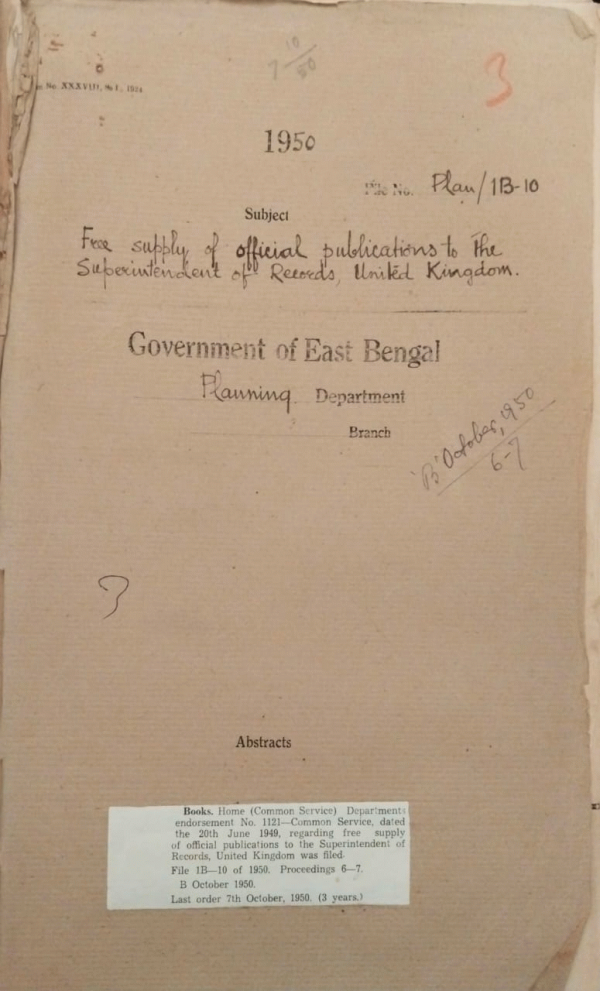 10
7 50
3
No. XXXVIII,
1950
File No. Plan/1B-10
Subject
Free supply of official publications to the
Superintendent of Records, United Kingdom.
Government of East Bengal
Planning Department
Branch
'B' October, 1950
6-7
Abstracts
Books. Home (Common Service) Departments
endorsement No. 1121—Common Service, dated
the 20th June 1949, regarding free supply
of official publications to the Superintendent of
Records, United Kingdom was filed.
File 1B—10 of 1950. Proceedings 6—7.
B October 1950.
Last order 7th October, 1950. (3 years.)